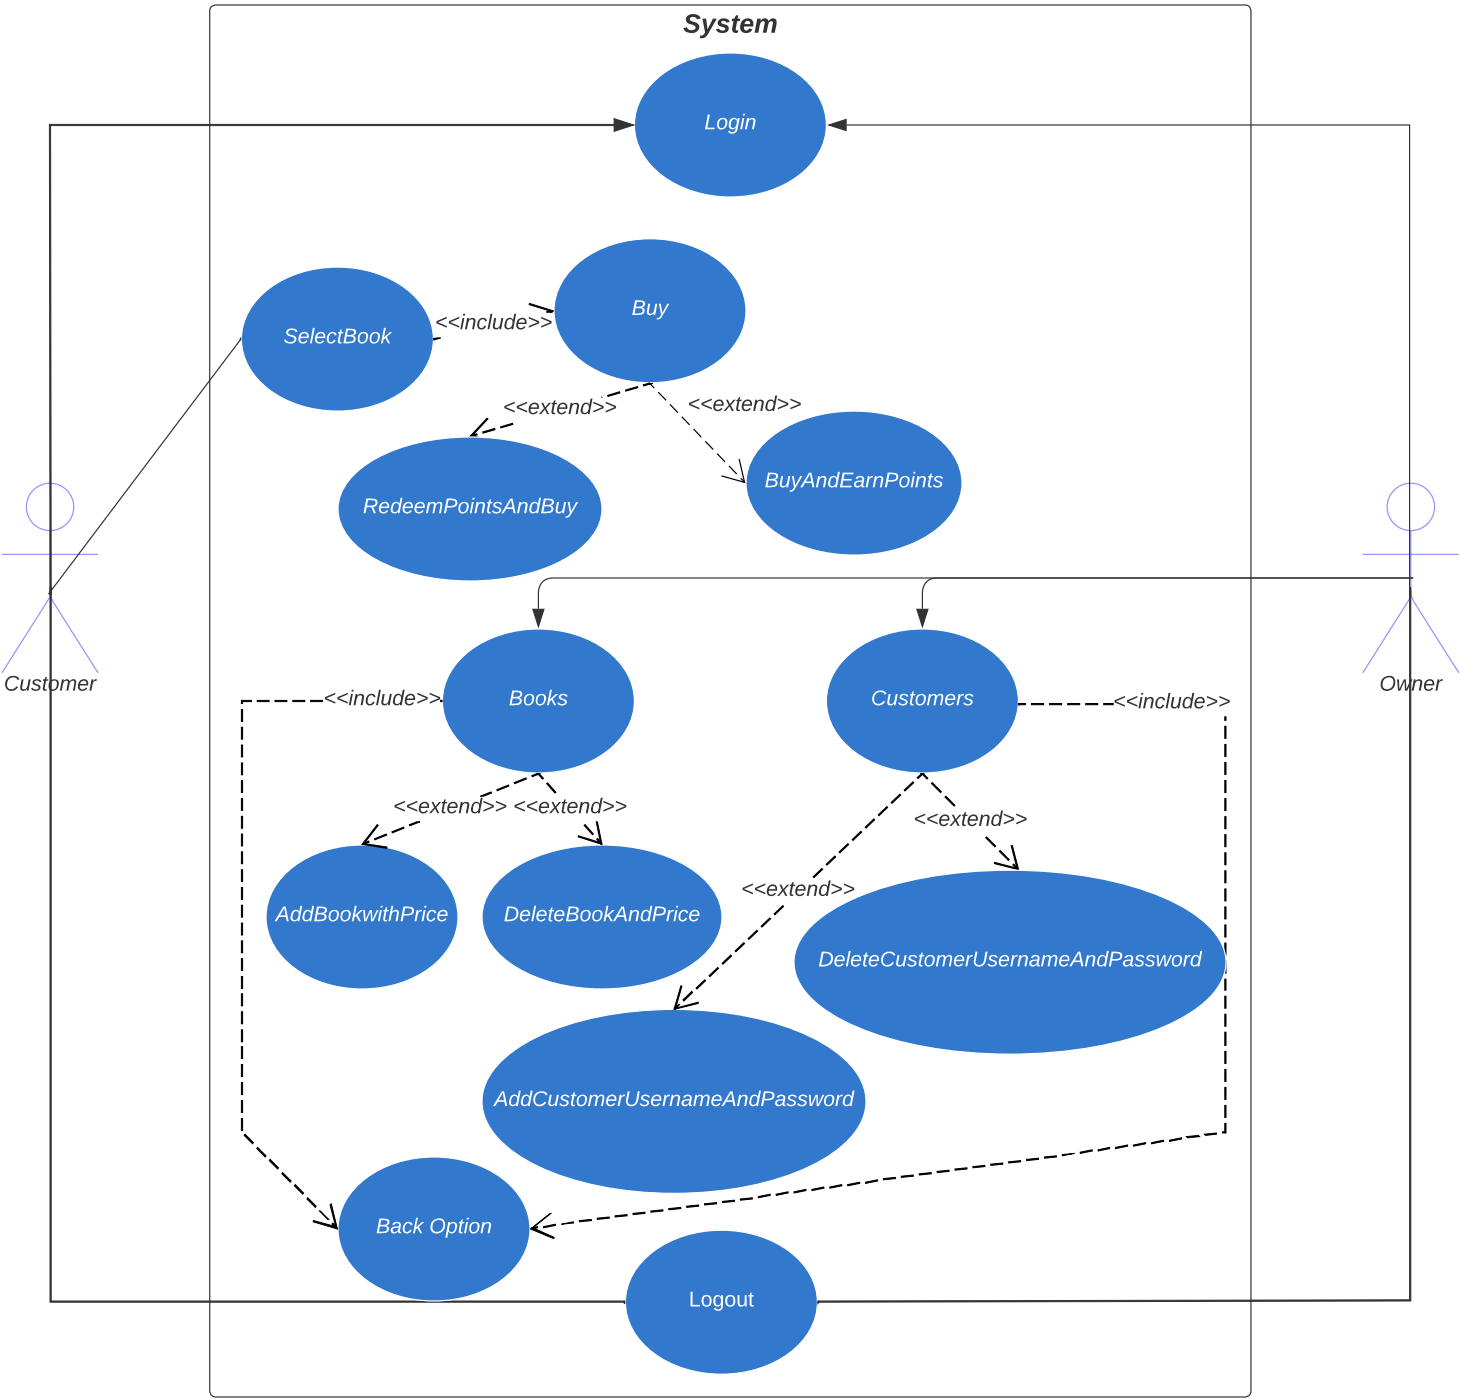 System
Login
Buy
SelectBook
<<include>>
<<extend>>
<<extend>>
BuyAndEarnPoints
RedeemPointsAndBuy
Customer
Owner
<<include>>
Books
Customers
<<include>>
<<extend>>
<<extend>>
<<extend>>
<<extend>>
AddBookwithPrice
DeleteBookAndPrice
DeleteCustomerUsernameAndPassword
AddCustomerUsernameAndPassword
Back Option
Logout